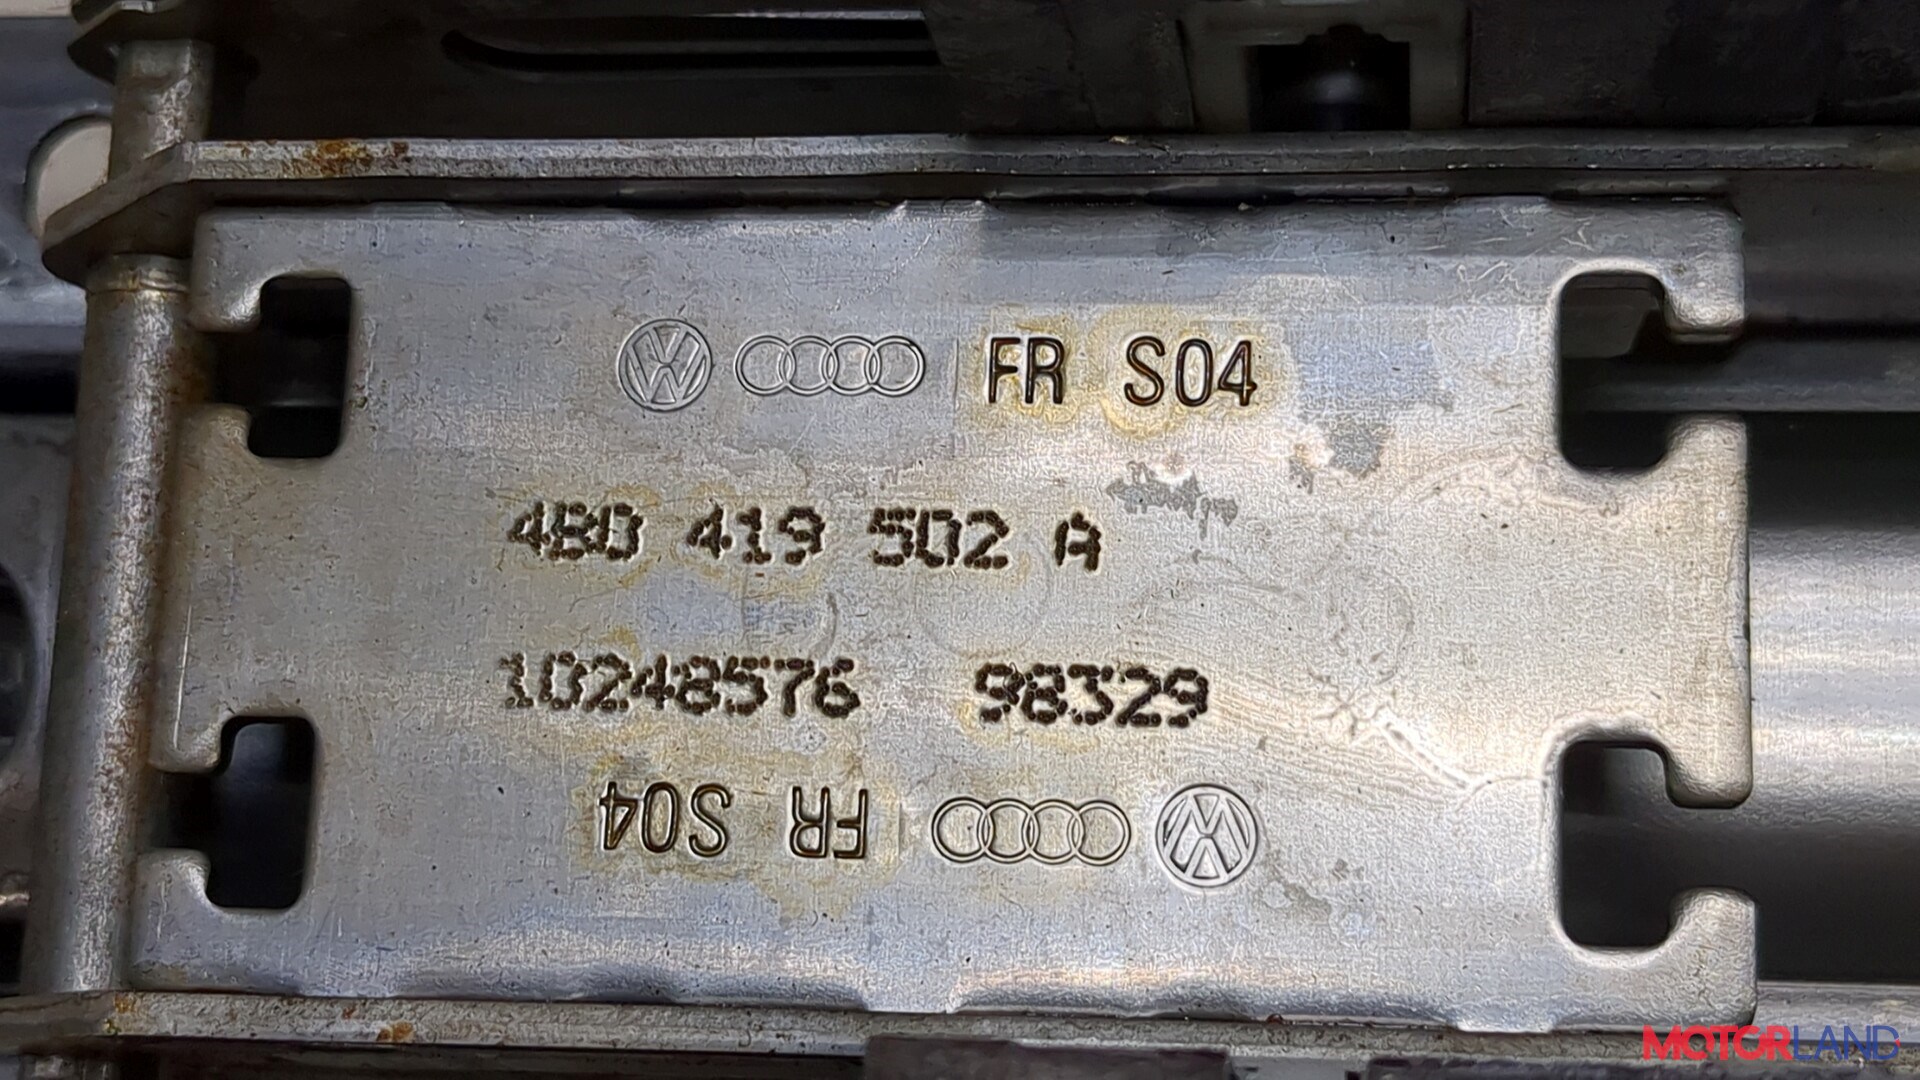 FR S04
4B0 419 502 A
10248576 98329
FR S04
MOTORLAND